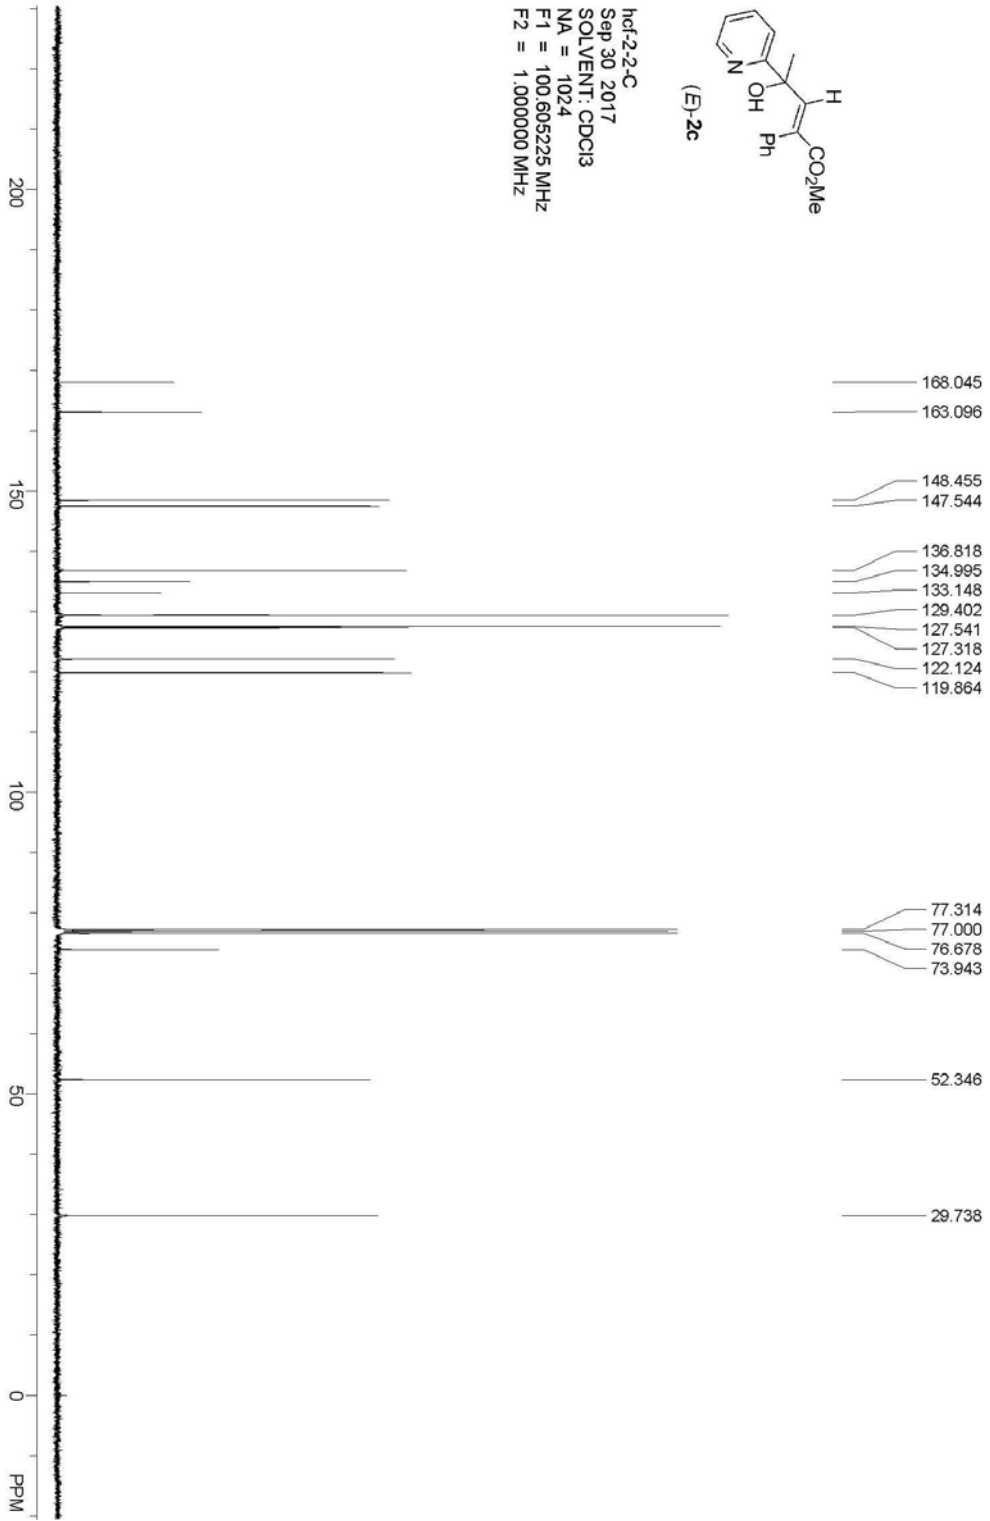 H
CO₂Me
N
OH
Ph
(E)-2c
hcf-2-2-C
Sep 30 2017
SOLVENT: CDCl3
NA = 1024
F1 = 100.605225 MHz
F2 = 1.000000 MHz
168.045
163.096
148.455
147.544
136.818
134.995
133.148
129.402
127.541
127.318
122.124
119.864
77.314
77.000
76.678
73.943
52.346
29.738
200
150
100
50
0
PPM